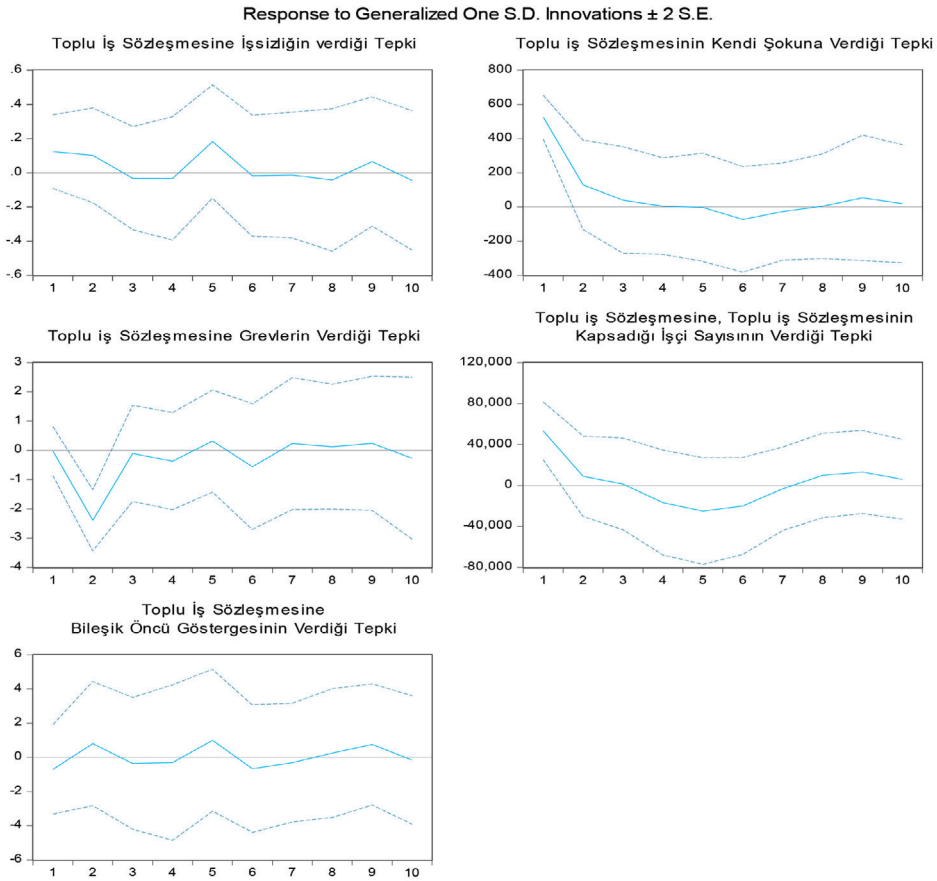 Response to Generalized One S.D. Innovations ± 2 S.E.
Toplu İş Sözleşmesine İşsizliğin verdiği Tepki
.6
.4
.2
.0
-.2
-.4
-.6
1 2 3 4 5 6 7 8 9 10
Toplu iş Sözleşmesinin Kendi Şokuna Verdiği Tepki
800
600
400
200
0
-200
-400
1 2 3 4 5 6 7 8 9 10
Toplu iş Sözleşmesine Grevlerin Verdiği Tepki
3
2
1
0
-1
-2
-3
-4
1 2 3 4 5 6 7 8 9 10
Toplu iş Sözleşmesine, Toplu iş Sözleşmesinin
Kapsadığı İşçi Sayısının Verdiği Tepki
120,000
80,000
40,000
0
-40,000
-80,000
1 2 3 4 5 6 7 8 9 10
Toplu İş Sözleşmesine
Bileşik Öncü Göstergesinin Verdiği Tepki
6
4
2
0
-2
-4
-6
1 2 3 4 5 6 7 8 9 10